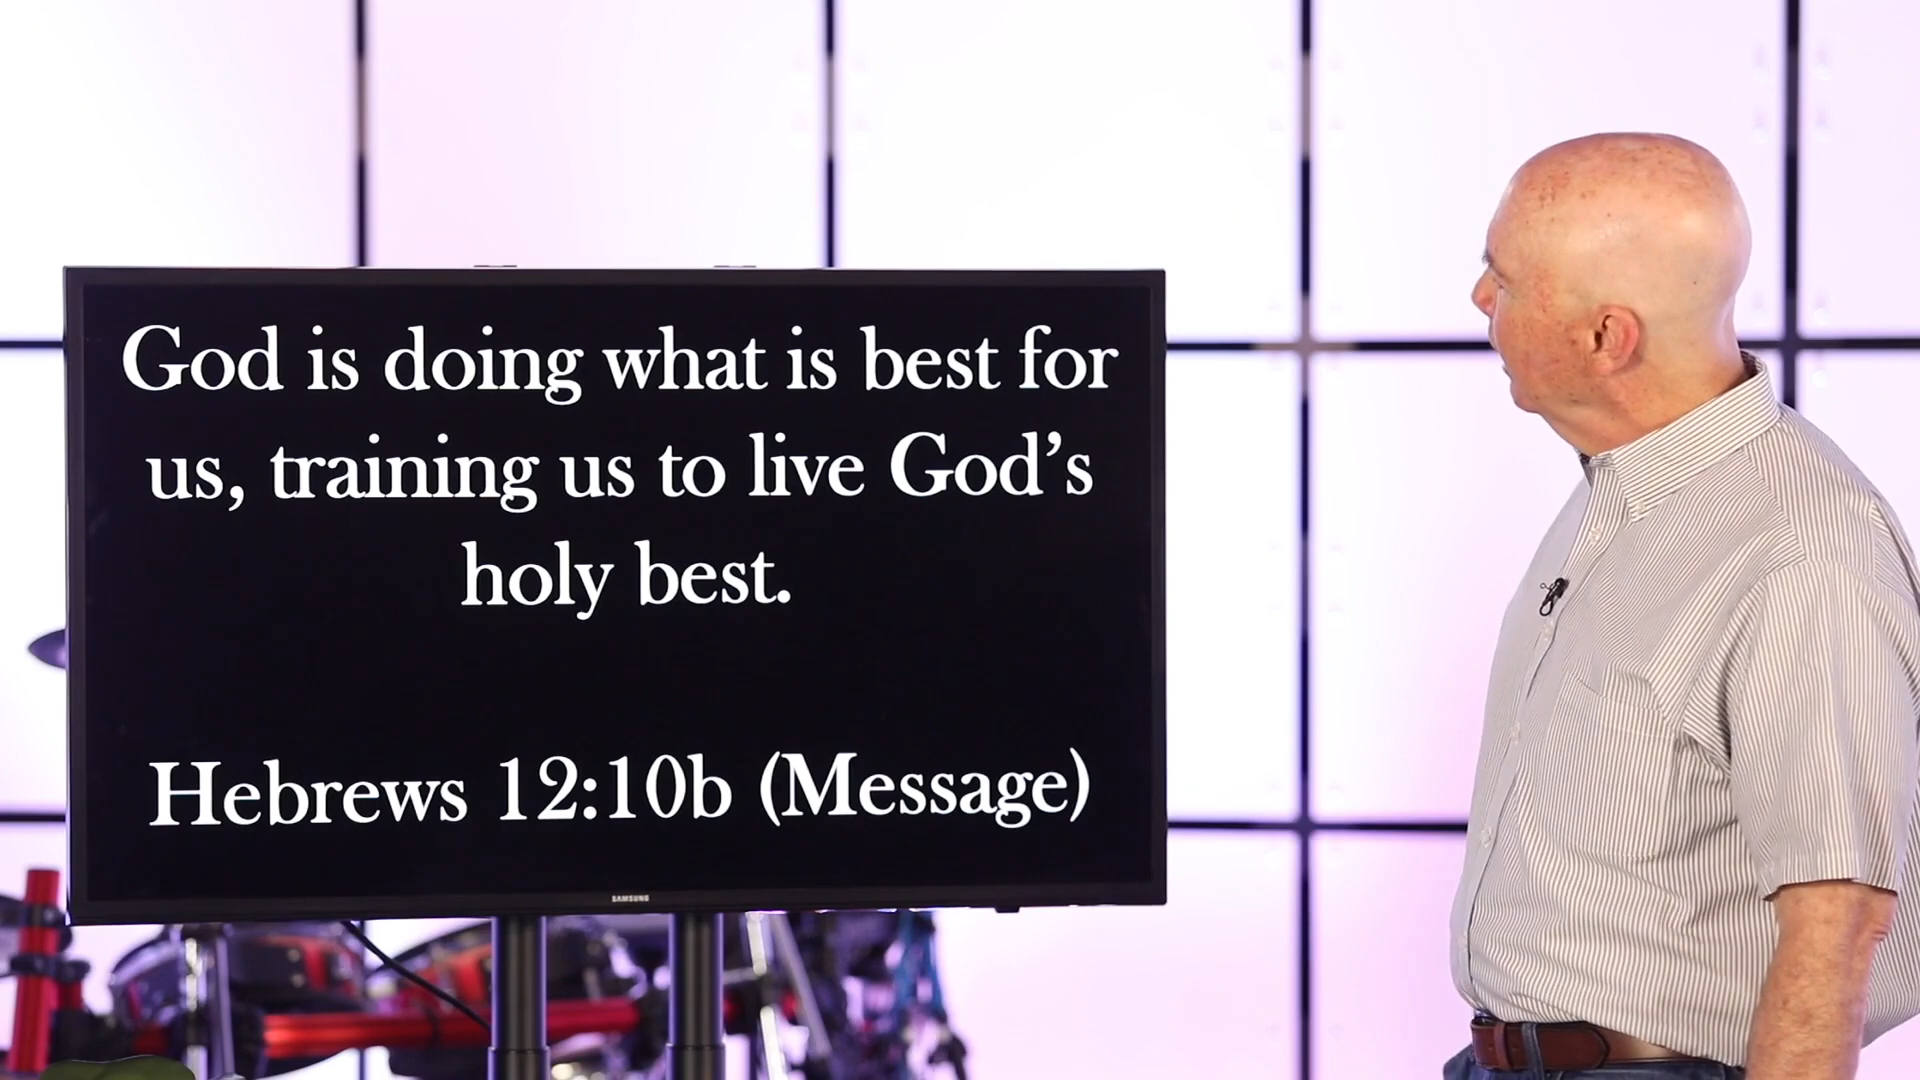 God is doing what is best for
us, training us to live God’s
holy best.
Hebrews 12:10b (Message)
SAMSUNG